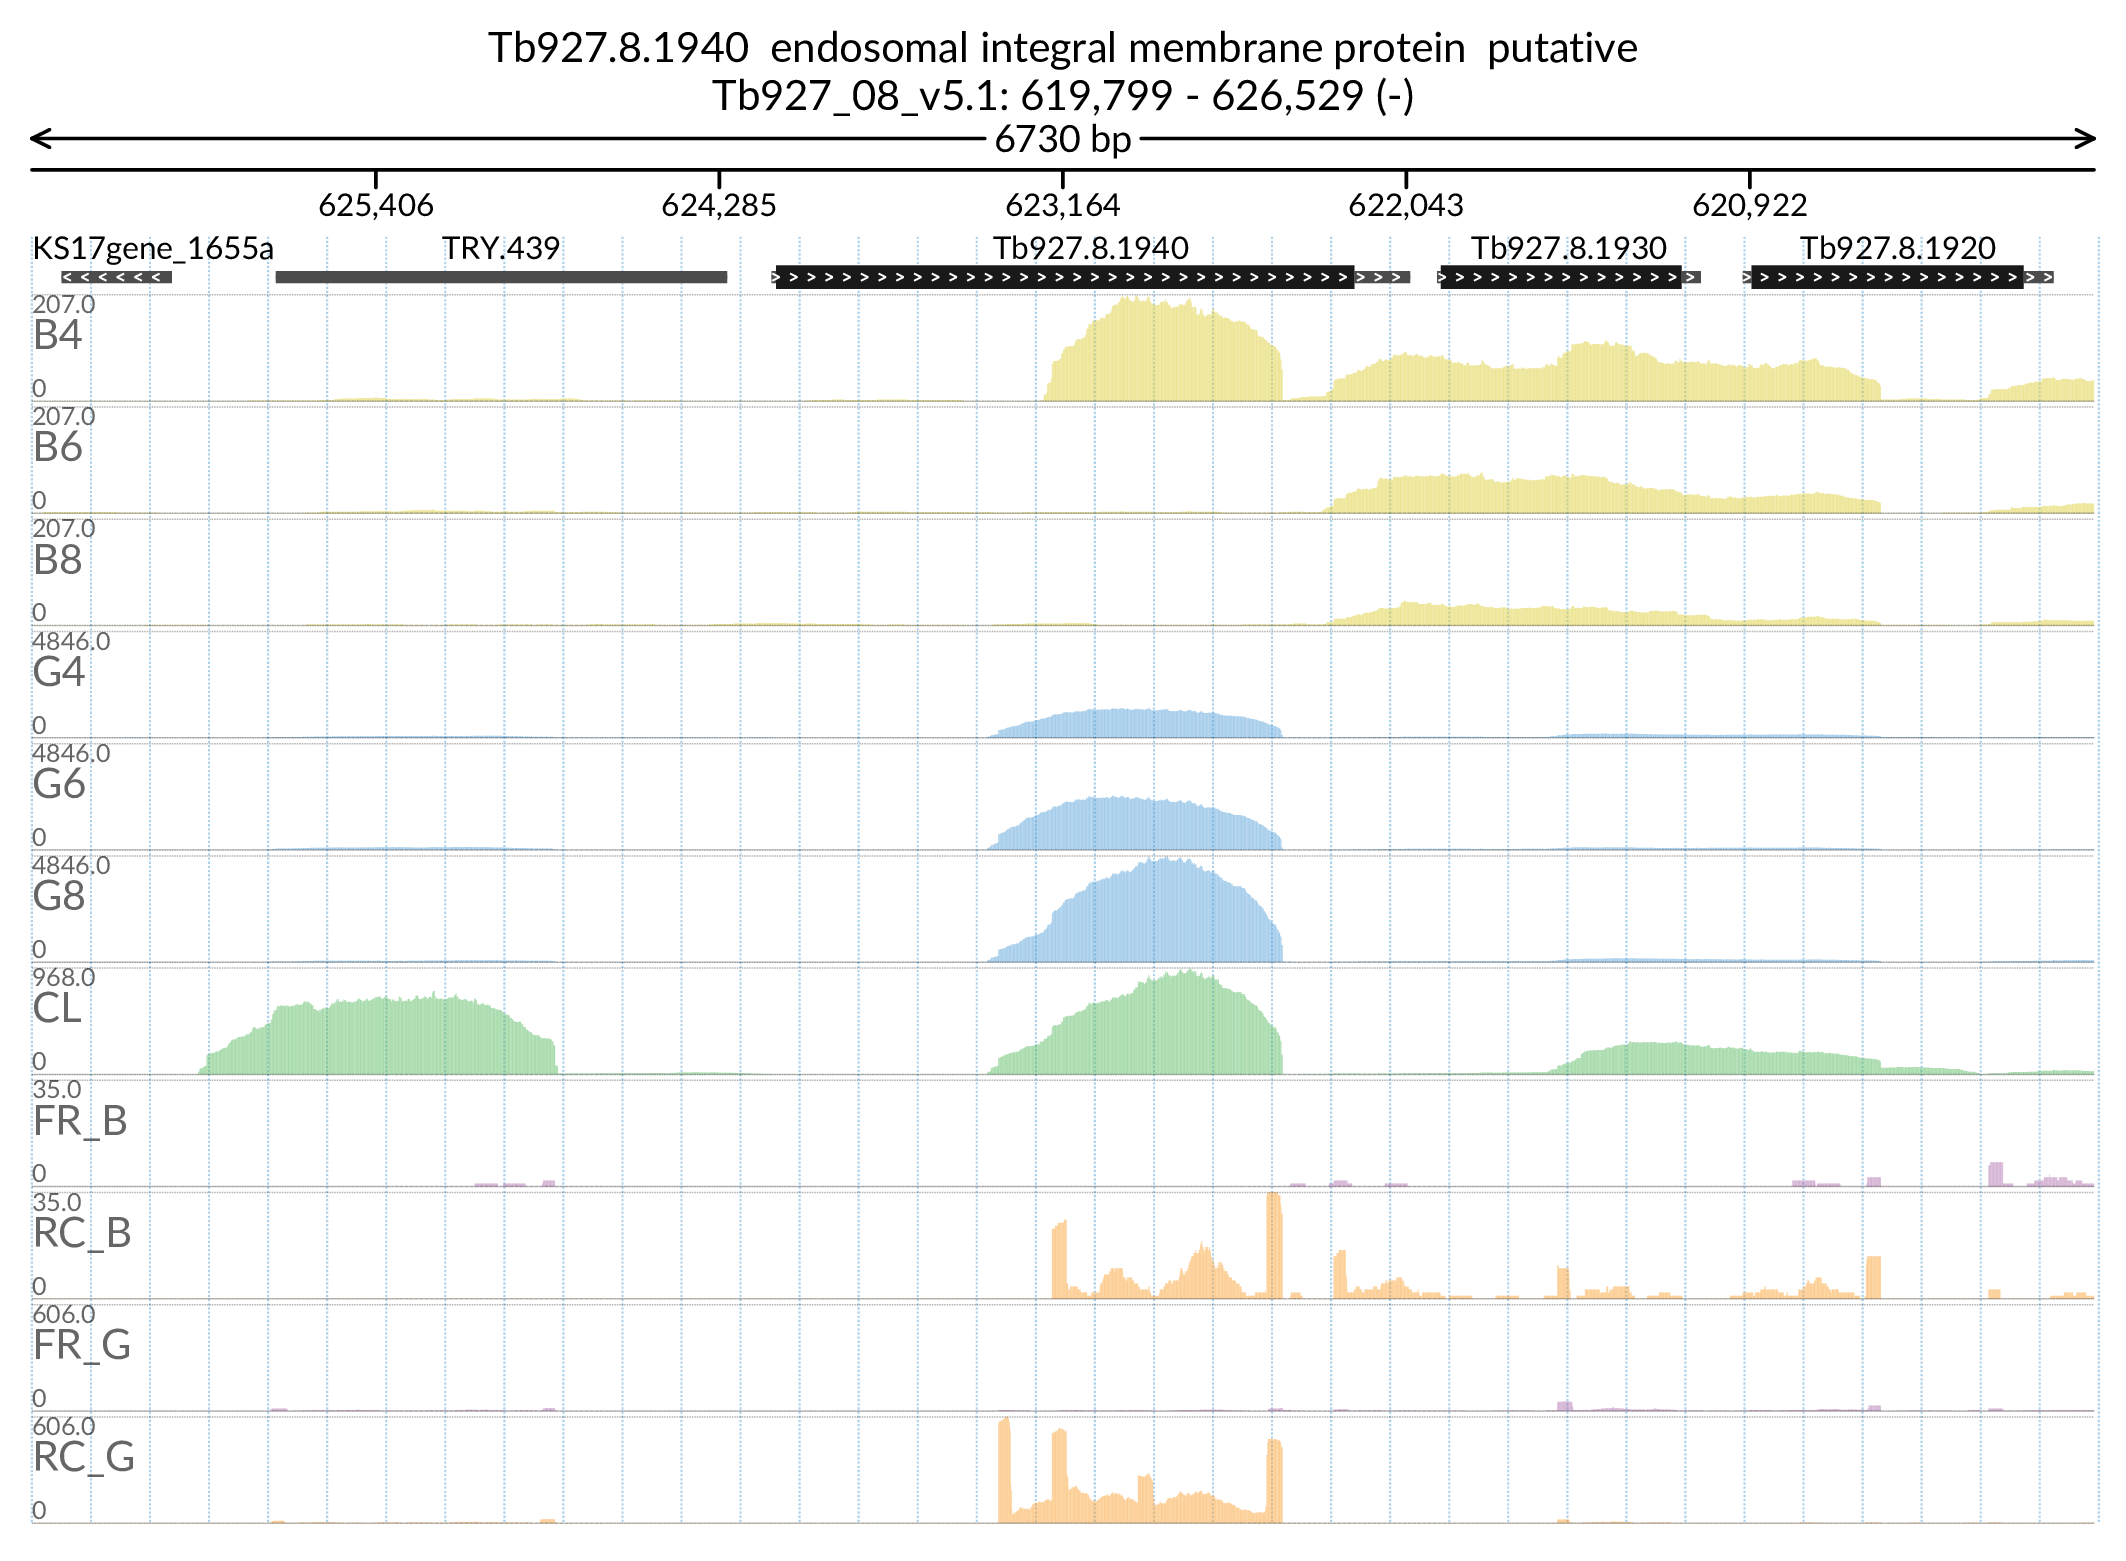 Tb927.8.1940  endosomal integral membrane protein  putative
Tb927_08_v5.1: 619,799 - 626,529 (-)
6730 bp
625,406 624,285 623,164 622,043 620,922
KS17gene_1655a TRY.439 Tb927.8.1940 Tb927.8.1930 Tb927.8.1920
207.0
B4
0
207.0
B6
0
207.0
B8
0
4846.0
G4
0
4846.0
G6
0
4846.0
G8
0
968.0
CL
0
35.0
FR_B
0
35.0
RC_B
0
606.0
FR_G
0
606.0
RC_G
0